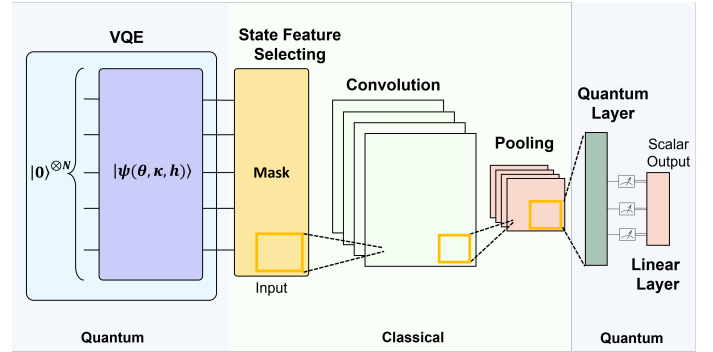 VQE
|0⟩⊗N
|ψ(θ, κ, h)⟩
State Feature
Selecting
Mask
Input
Convolution
Pooling
Quantum
Layer
Scalar
Output
Linear
Layer
Quantum
Classical
Quantum